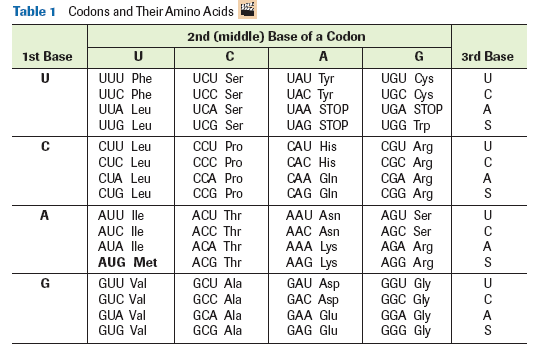 Table 1 Codons and Their Amino Acids
2nd (middle) Base of a Codon
1st Base U C A G 3rd Base
U UUU Phe UCU Ser UAU Tyr UGU Cys U
UUC Phe UCC Ser UAC Tyr UGC Cys C
UUA Leu UCA Ser UAA STOP UGA STOP A
UUG Leu UCG Ser UAG STOP UGG Trp S
C CUU Leu CCU Pro CAU His CGU Arg U
CUC Leu CCC Pro CAC His CGC Arg C
CUA Leu CCA Pro CAA Gln CGA Arg A
CUG Leu CCG Pro CAG Gln CGG Arg S
A AUU Ile ACU Thr AAU Asn AGU Ser U
AUC Ile ACC Thr AAC Asn AGC Ser C
AUA Ile ACA Thr AAA Lys AGA Arg A
AUG Met ACG Thr AAG Lys AGG Arg S
G GUU Val GCU Ala GAU Asp GGU Gly U
GUC Val GCC Ala GAC Asp GGC Gly C
GUA Val GCA Ala GAA Glu GGA Gly A
GUG Val GCG Ala GAG Glu GGG Gly S